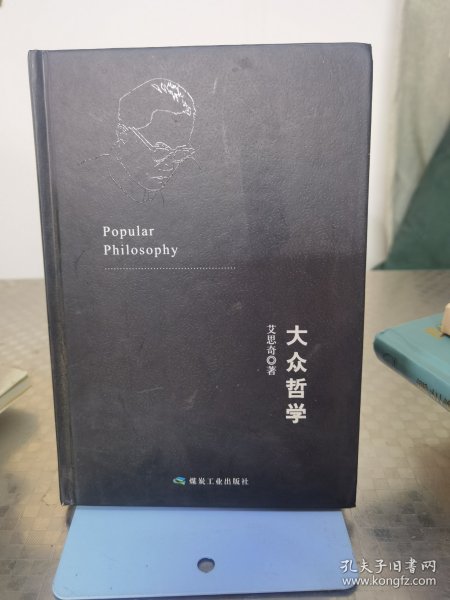 Popular
Philosophy
大众哲学
艾思奇◎著
煤炭工业出版社
孔夫子旧书网
www.kongfz.com